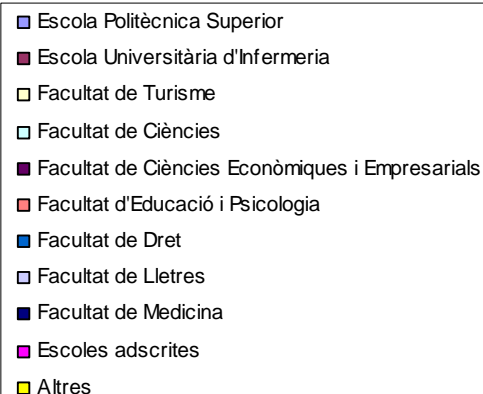 Escola Politècnica Superior
Escola Universitària d'Infermeria
Facultat de Turisme
Facultat de Ciències
Facultat de Ciències Econòmiques i Empresarials
Facultat d'Educació i Psicologia
Facultat de Dret
Facultat de Lletres
Facultat de Medicina
Escoles adscrites
Altres